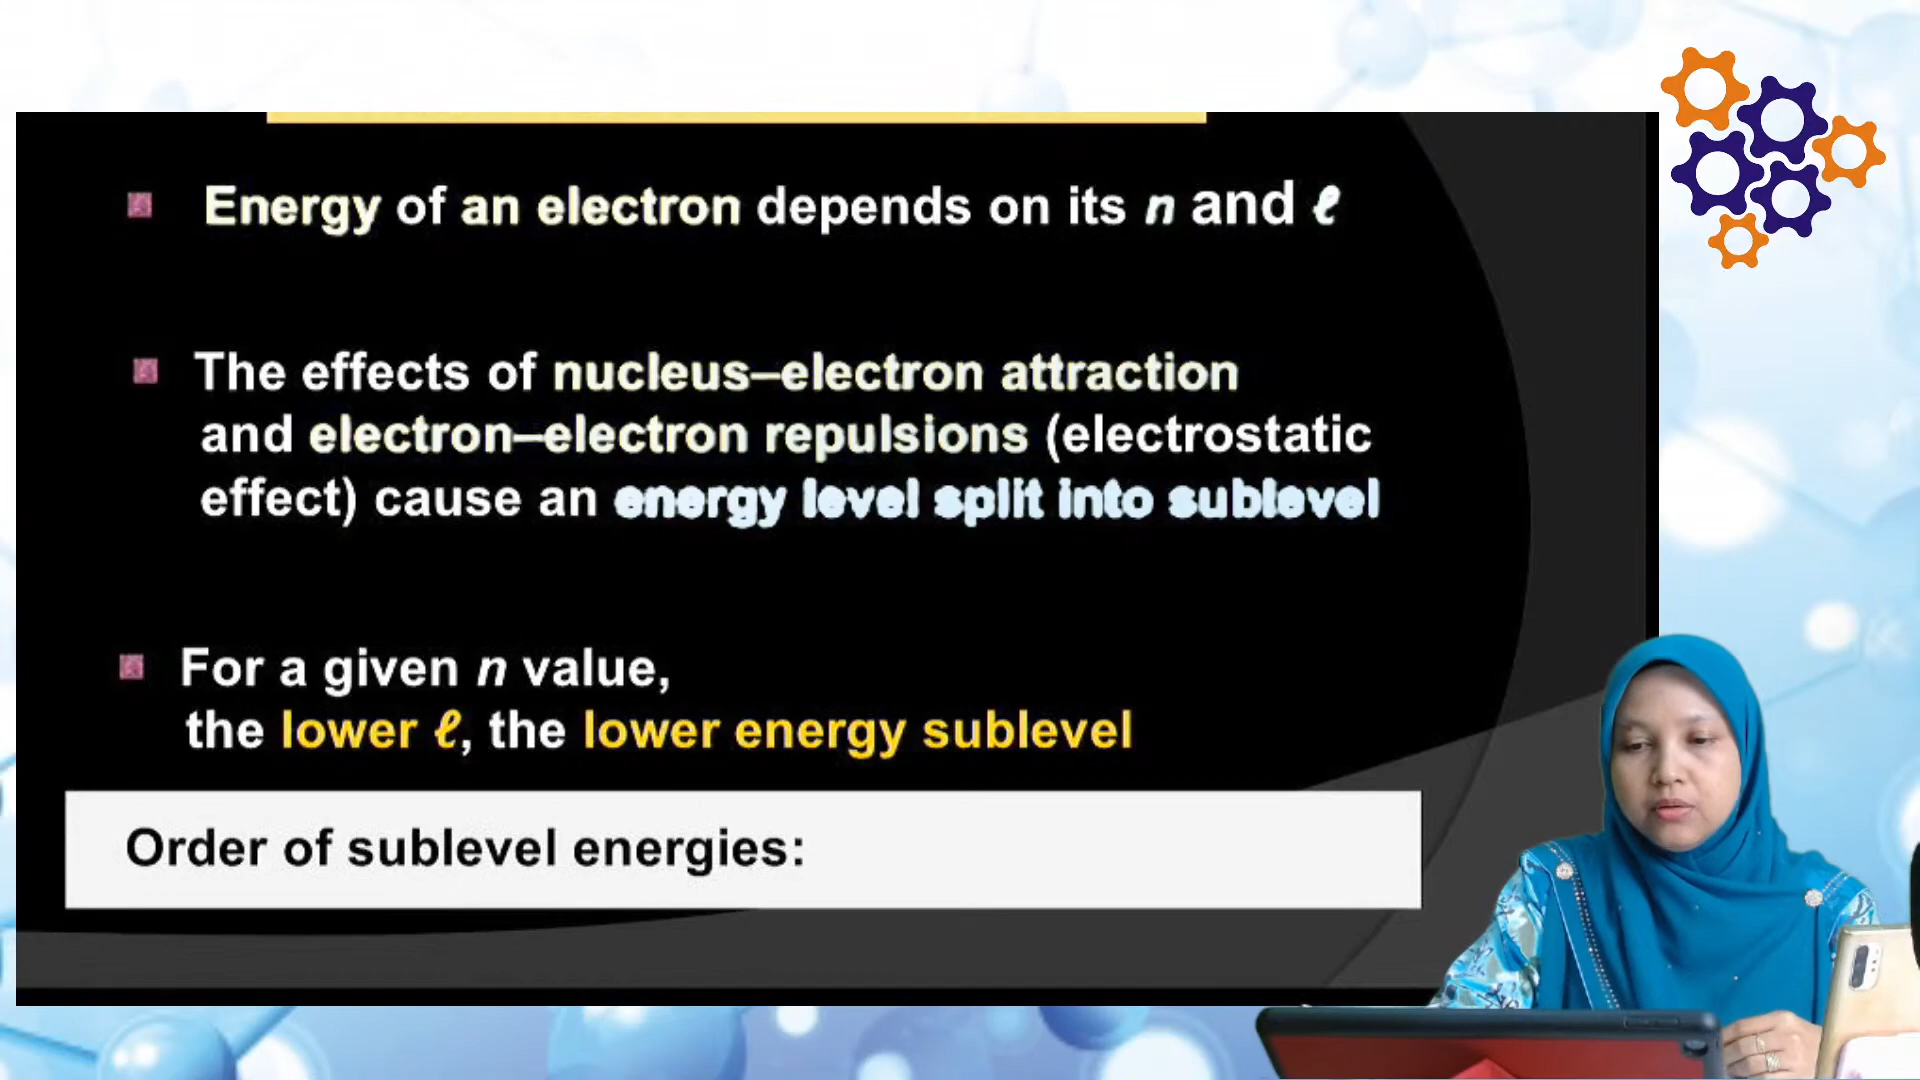 Energy of an electron depends on its n and ℓ
The effects of nucleus–electron attraction
and electron–electron repulsions (electrostatic
effect) cause an energy level split into sublevel
For a given n value,
the lower ℓ, the lower energy sublevel
Order of sublevel energies: